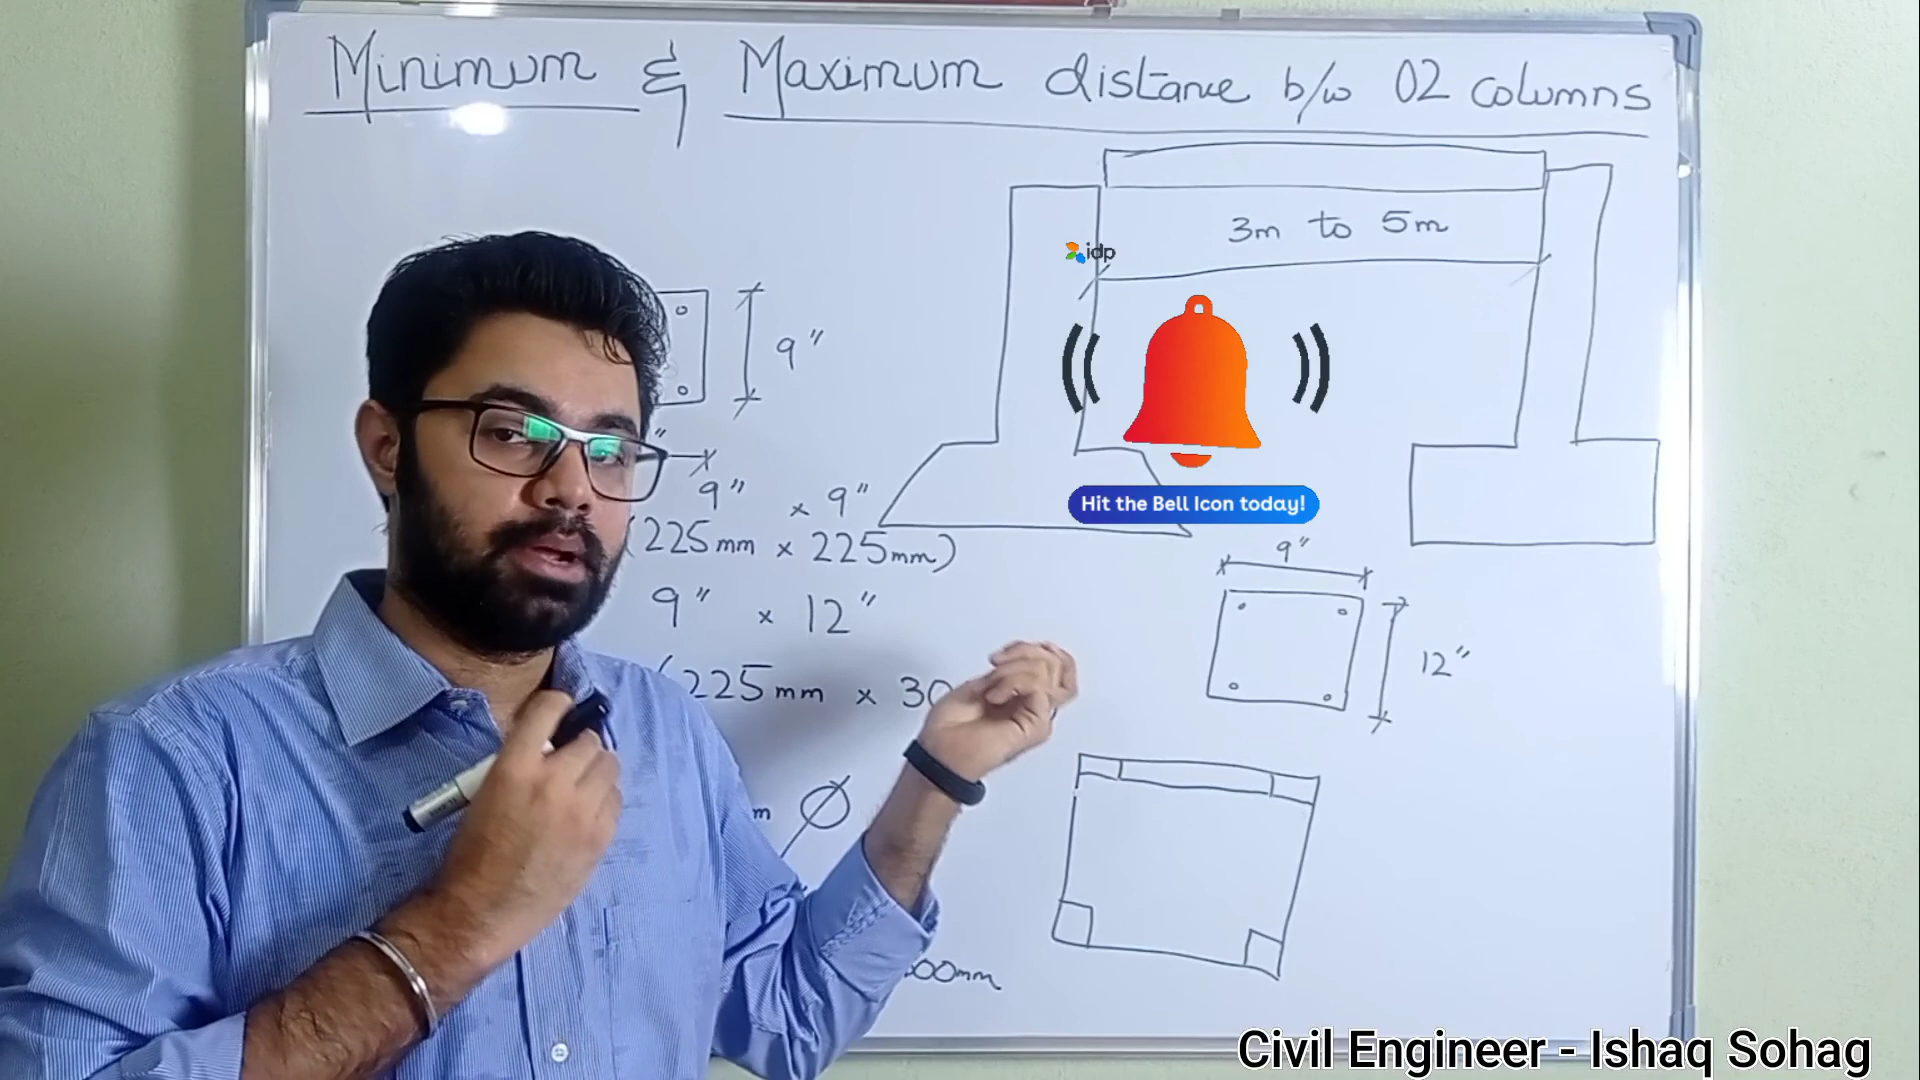 Minimum & Maximum distance b/w 02 columns
3m to 5m
idp
9"
9" x 9"
(225mm x 225mm)
Hit the Bell Icon today!
9"
9" x 12"
12"
(225mm x 30
m
00mm
Civil Engineer - Ishaq Sohag